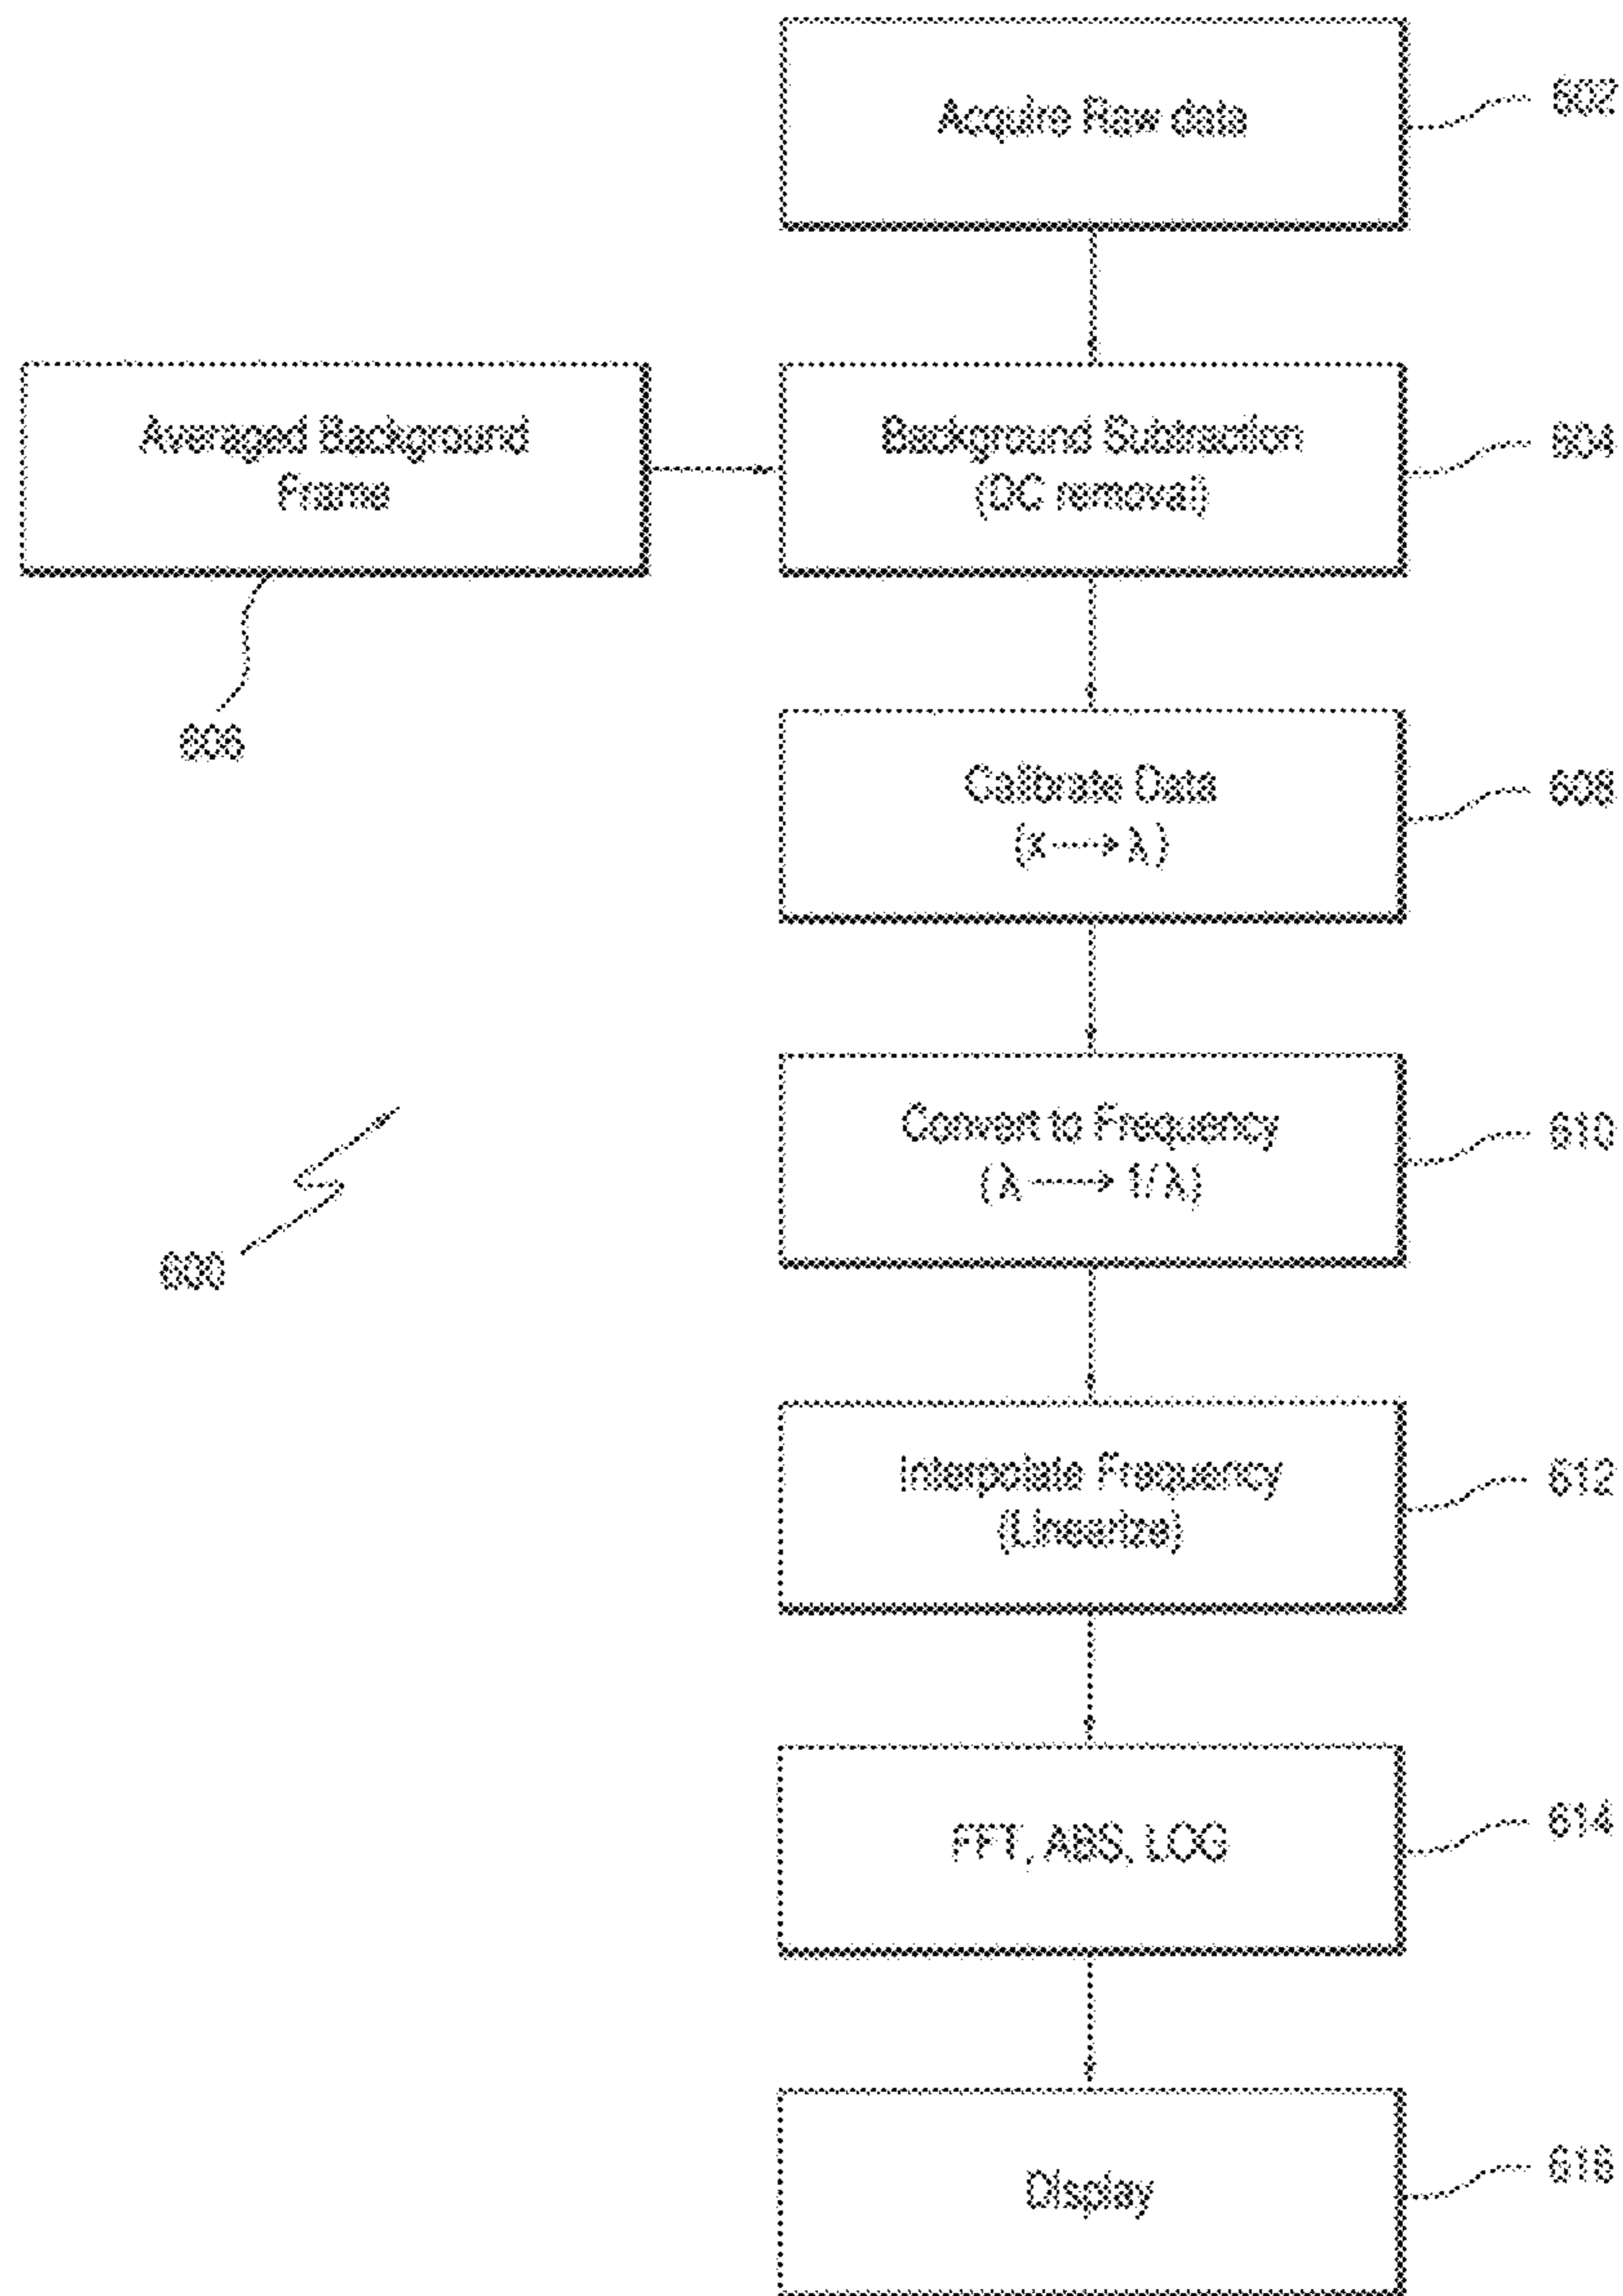 Acquire Raw data
602
Averaged Background
Frame
606
Background Subtraction
(DC removal)
604
Calibrate Data
(x → λ)
608
Convert to Frequency
(λ → 1/λ)
610
600
Interpolate Frequency
(Linearize)
612
FFT, ABS, LOG
614
Display
616